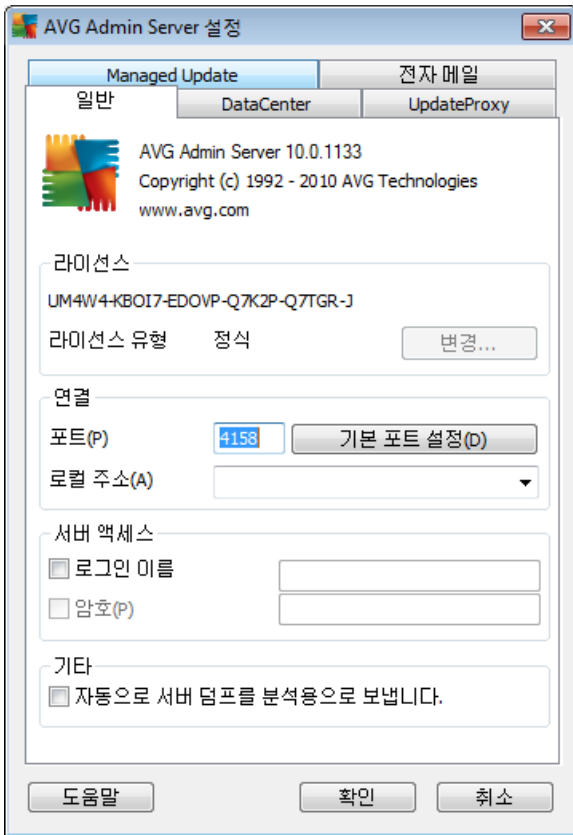 AVG Admin Server 설정
Managed Update
전자 메일
일반
DataCenter
UpdateProxy
AVG Admin Server 10.0.1133
Copyright (c) 1992 - 2010 AVG Technologies
www.avg.com
라이선스
UM4W4-KBOI7-EDOVP-Q7K2P-Q7TGR-J
라이선스 유형 정식
변경...
연결
포트(P) 4158 기본 포트 설정(D)
로컬 주소(A)
서버 액세스
로그인 이름
암호(P)
기타
자동으로 서버 덤프를 분석용으로 보냅니다.
도움말 확인 취소